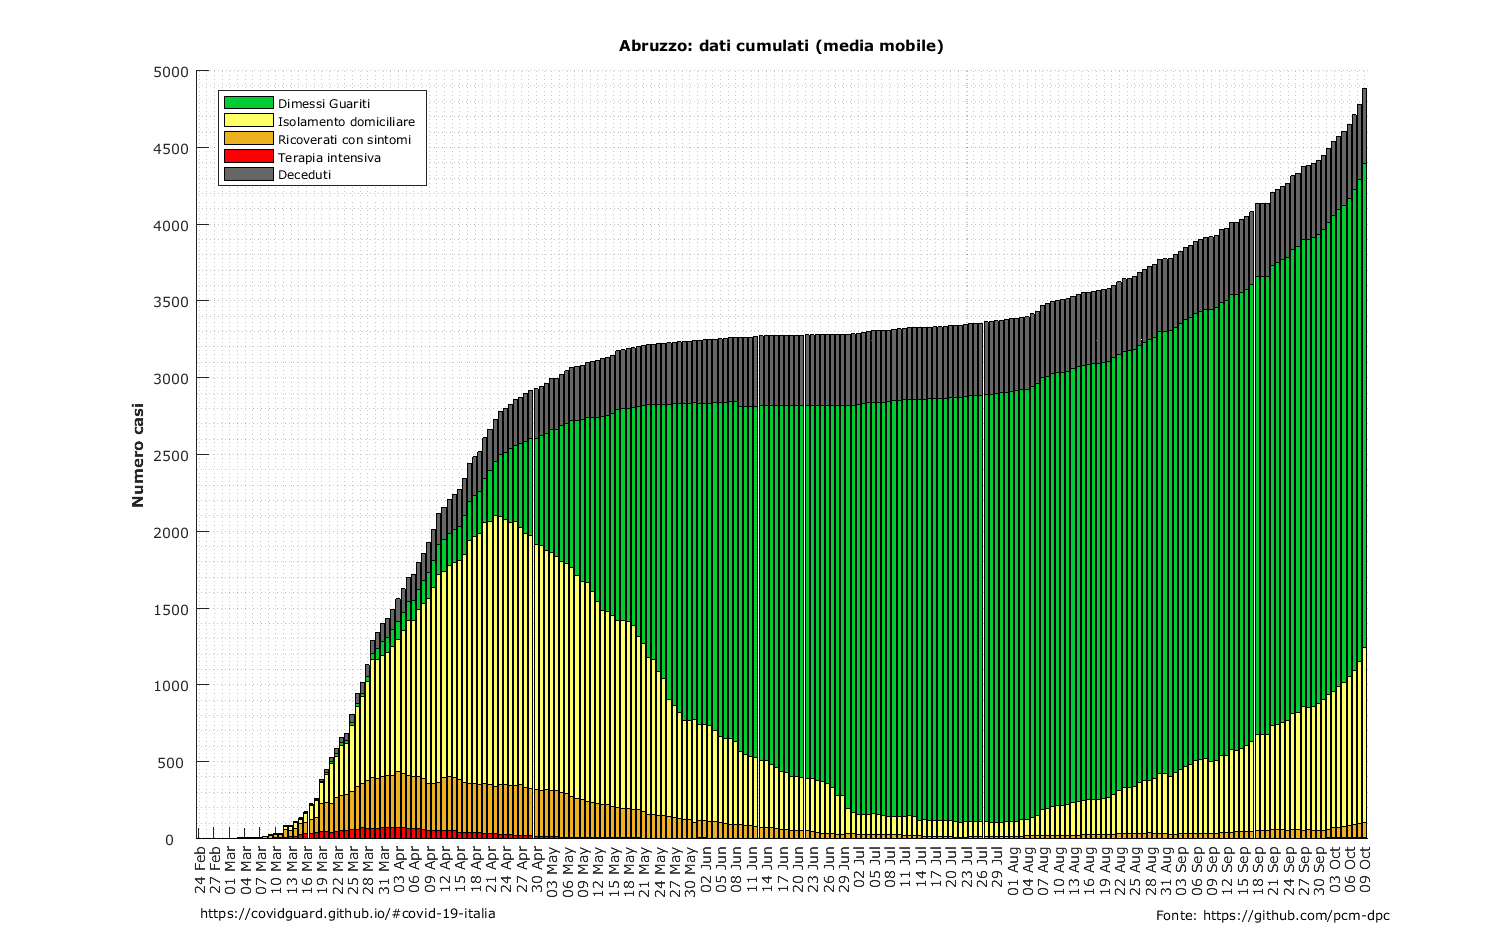 Abruzzo: dati cumulati (media mobile)
Dimessi Guariti
Isolamento domiciliare
Ricoverati con sintomi
Terapia intensiva
Deceduti
Numero casi
5000
4500
4000
3500
3000
2500
2000
1500
1000
500
0
24 Feb
27 Feb
01 Mar
04 Mar
07 Mar
10 Mar
13 Mar
16 Mar
19 Mar
22 Mar
25 Mar
28 Mar
31 Mar
03 Apr
06 Apr
09 Apr
12 Apr
15 Apr
18 Apr
21 Apr
24 Apr
27 Apr
30 Apr
03 May
06 May
09 May
12 May
15 May
18 May
21 May
24 May
27 May
30 May
02 Jun
05 Jun
08 Jun
11 Jun
14 Jun
17 Jun
20 Jun
23 Jun
26 Jun
29 Jun
02 Jul
05 Jul
08 Jul
11 Jul
14 Jul
17 Jul
20 Jul
23 Jul
26 Jul
29 Jul
01 Aug
04 Aug
07 Aug
10 Aug
13 Aug
16 Aug
19 Aug
22 Aug
25 Aug
28 Aug
31 Aug
03 Sep
06 Sep
09 Sep
12 Sep
15 Sep
18 Sep
21 Sep
24 Sep
27 Sep
30 Sep
03 Oct
06 Oct
09 Oct
https://covidguard.github.io/#covid-19-italia
Fonte: https://github.com/pcm-dpc